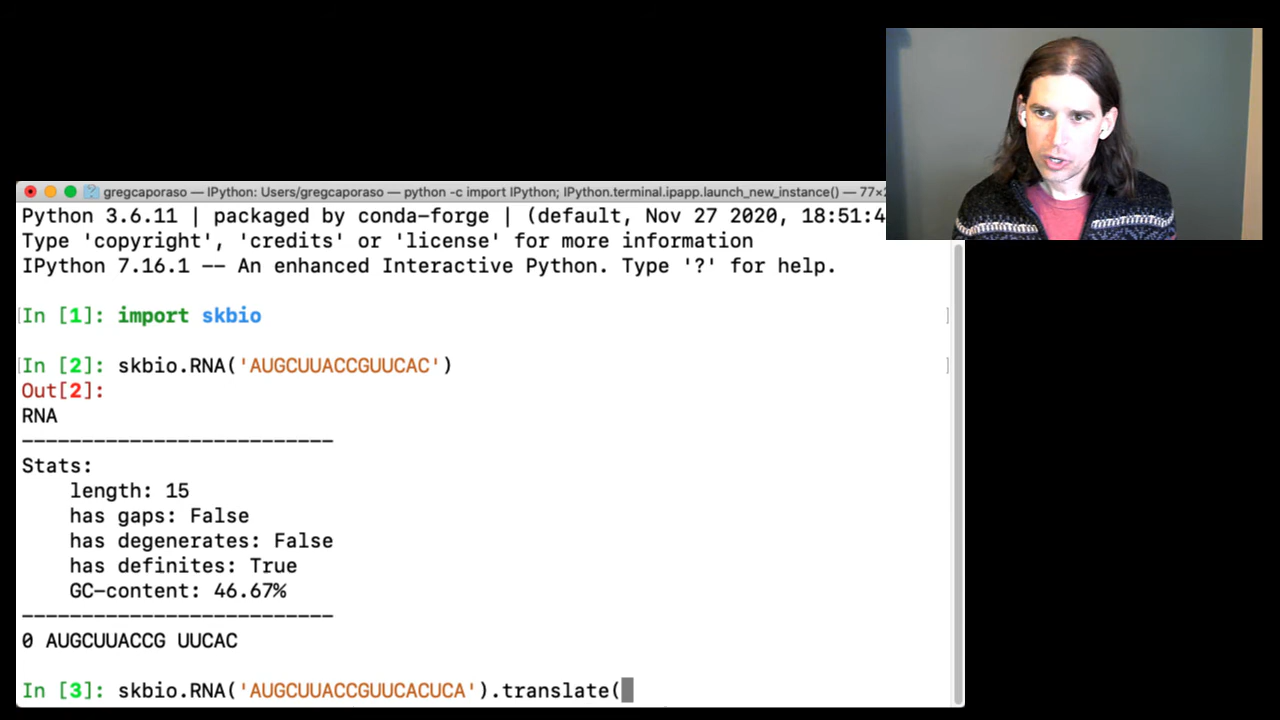 gregcaporaso — IPython: Users/gregcaporaso — python -c import IPython; IPython.terminal.ipapp.launch_new_instance() — 77×2
Python 3.6.11 | packaged by conda-forge | (default, Nov 27 2020, 18:51:4
Type 'copyright', 'credits' or 'license' for more information
IPython 7.16.1 -- An enhanced Interactive Python. Type '?' for help.
In [1]: import skbio
In [2]: skbio.RNA('AUGCUUACCGUUCAC')
Out[2]:
RNA
--------------------------
Stats:
length: 15
has gaps: False
has degenerates: False
has definites: True
GC-content: 46.67%
--------------------------
0 AUGCUUACCG UUCAC
In [3]: skbio.RNA('AUGCUUACCGUUCACUCA').translate(